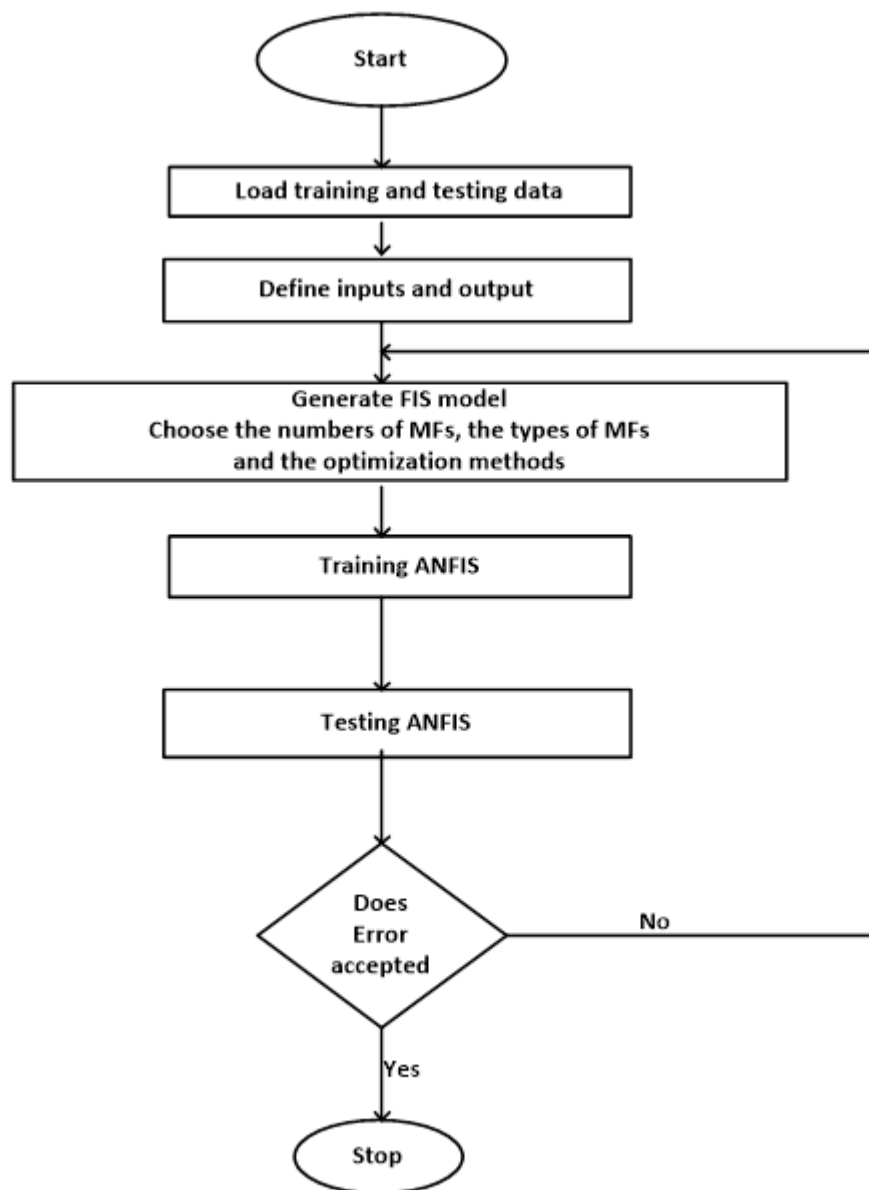 Start
Load training and testing data
Define inputs and output
Generate FIS model
Choose the numbers of MFs, the types of MFs
and the optimization methods
Training ANFIS
Testing ANFIS
Does
Error
accepted
No
Yes
Stop